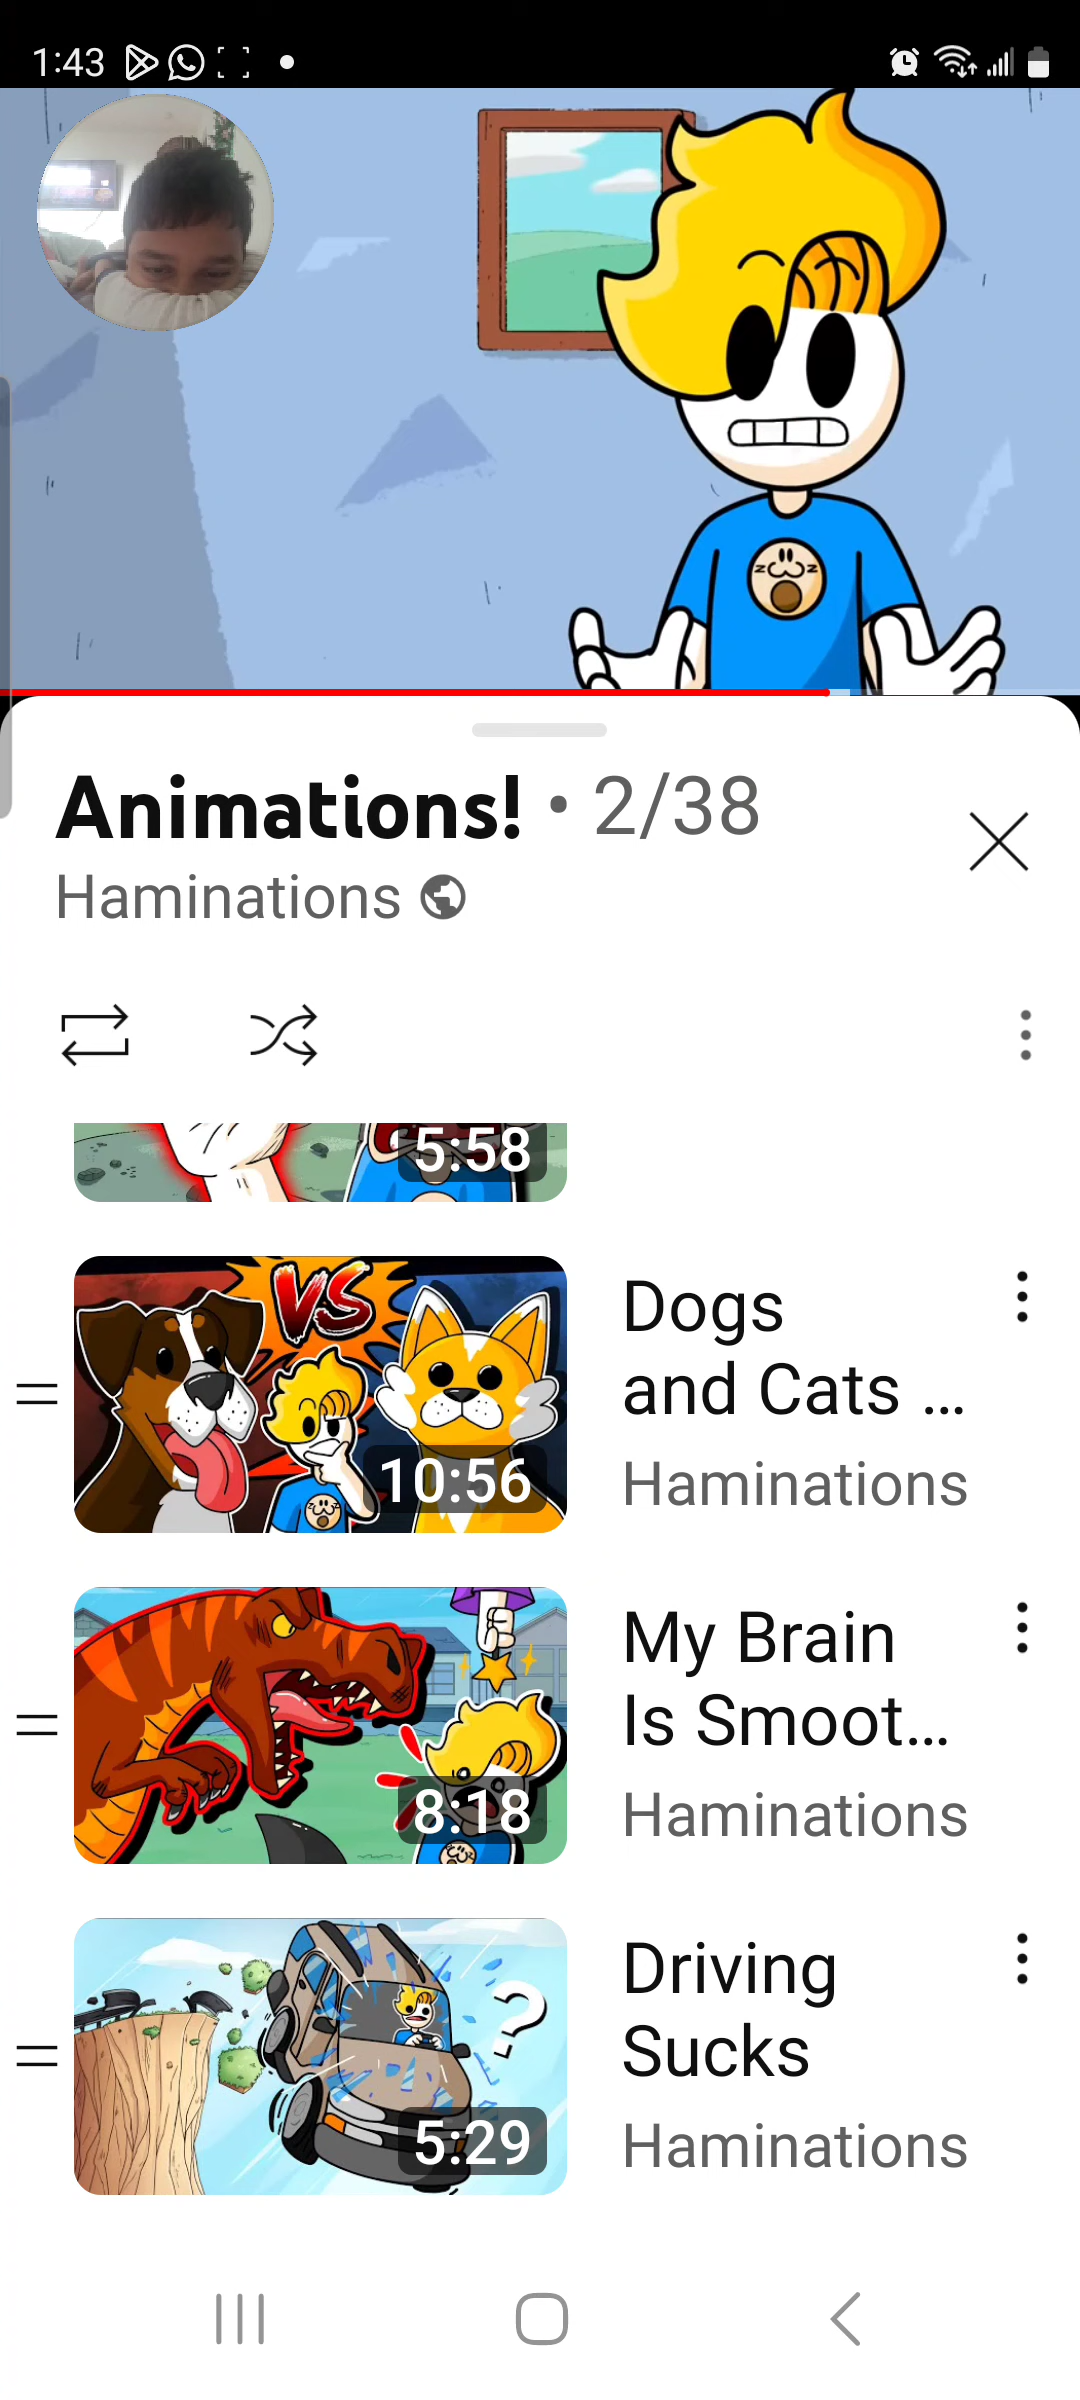 1:43
Animations! • 2/38
Haminations
5:58
VS
10:56
Dogs
and Cats ...
Haminations
8:18
My Brain
Is Smoot...
Haminations
?
5:29
Driving
Sucks
Haminations